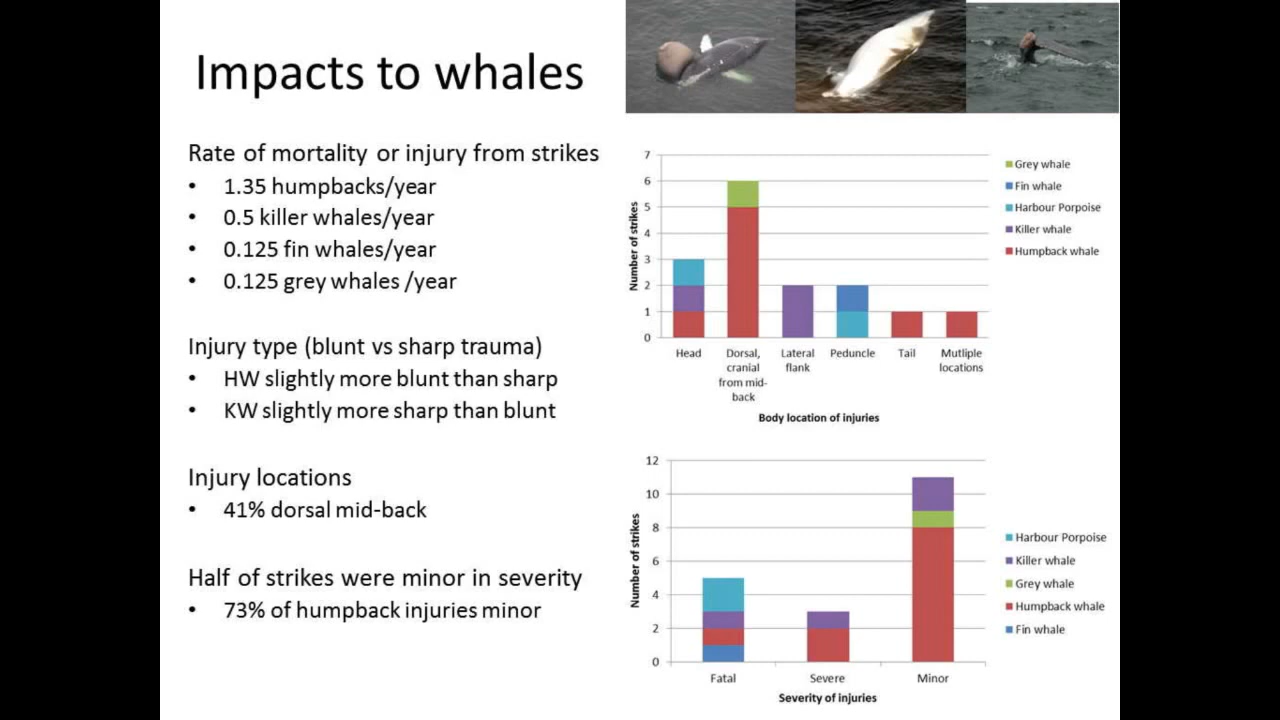 Impacts to whales
Rate of mortality or injury from strikes
• 1.35 humpbacks/year
• 0.5 killer whales/year
• 0.125 fin whales/year
• 0.125 grey whales /year
Injury type (blunt vs sharp trauma)
• HW slightly more blunt than sharp
• KW slightly more sharp than blunt
Injury locations
• 41% dorsal mid-back
Half of strikes were minor in severity
• 73% of humpback injuries minor
Number of strikes
7
6
5
4
3
2
1
0
Head
Dorsal,
cranial
from mid-
back
Lateral
flank
Peduncle
Tail
Mutliple
locations
Body location of injuries
Grey whale
Fin whale
Harbour Porpoise
Killer whale
Humpback whale
Number of strikes
12
10
8
6
4
2
0
Fatal
Severe
Minor
Severity of injuries
Harbour Porpoise
Killer whale
Grey whale
Humpback whale
Fin whale